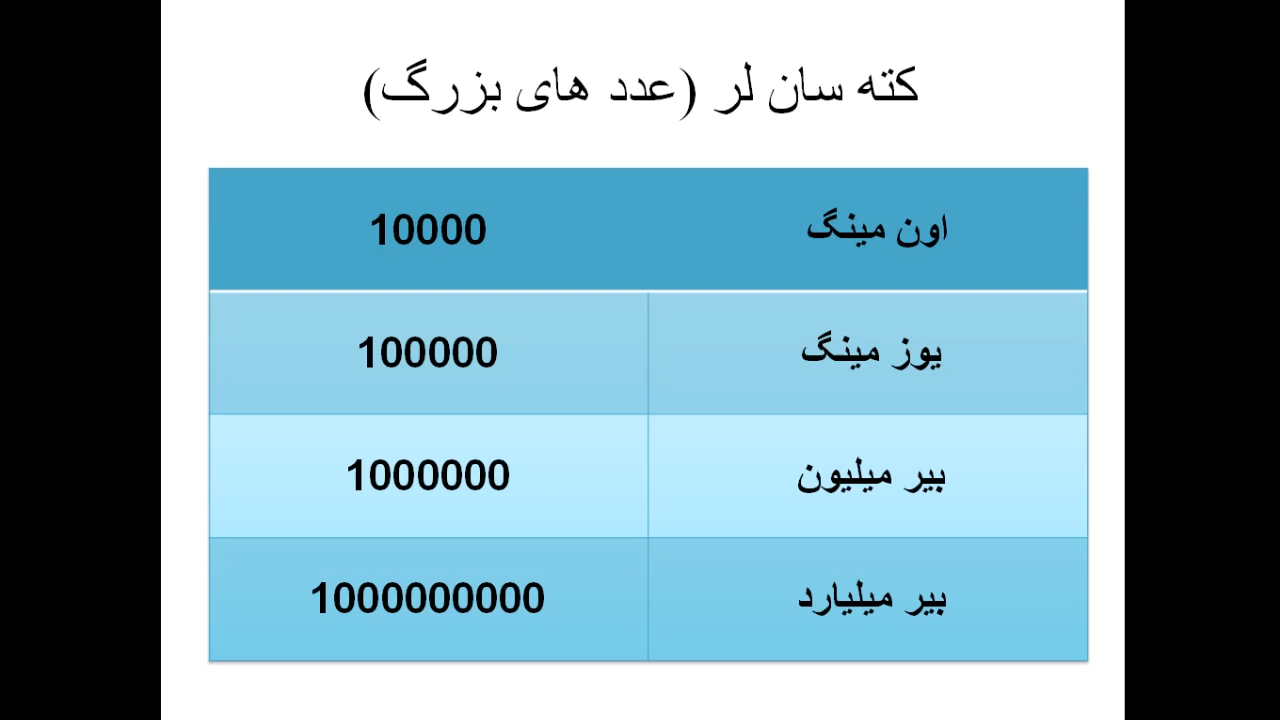 کته سان لر (عدد های بزرگ)
اون مینگ 10000
یوز مینگ 100000
بیر میلیون 1000000
بیر میلیارد 1000000000